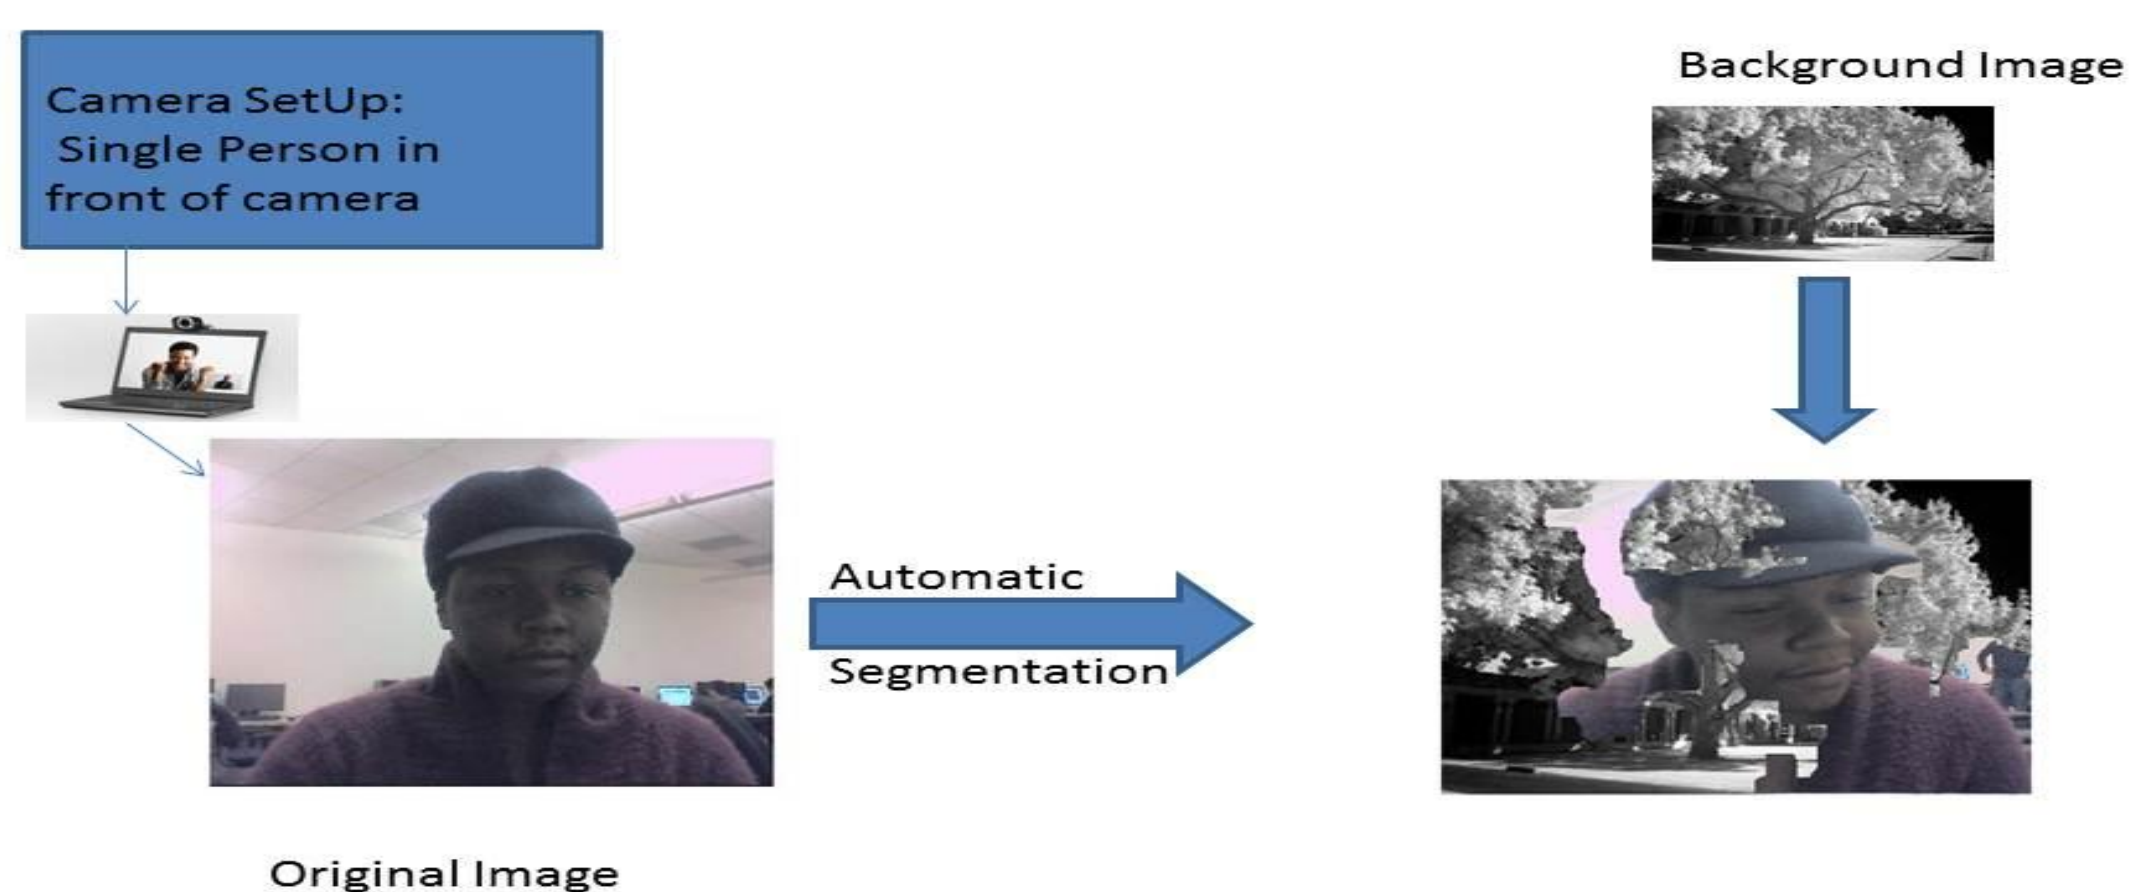 Camera SetUp:
Single Person in
front of camera
Background Image
Automatic
Segmentation
Original Image